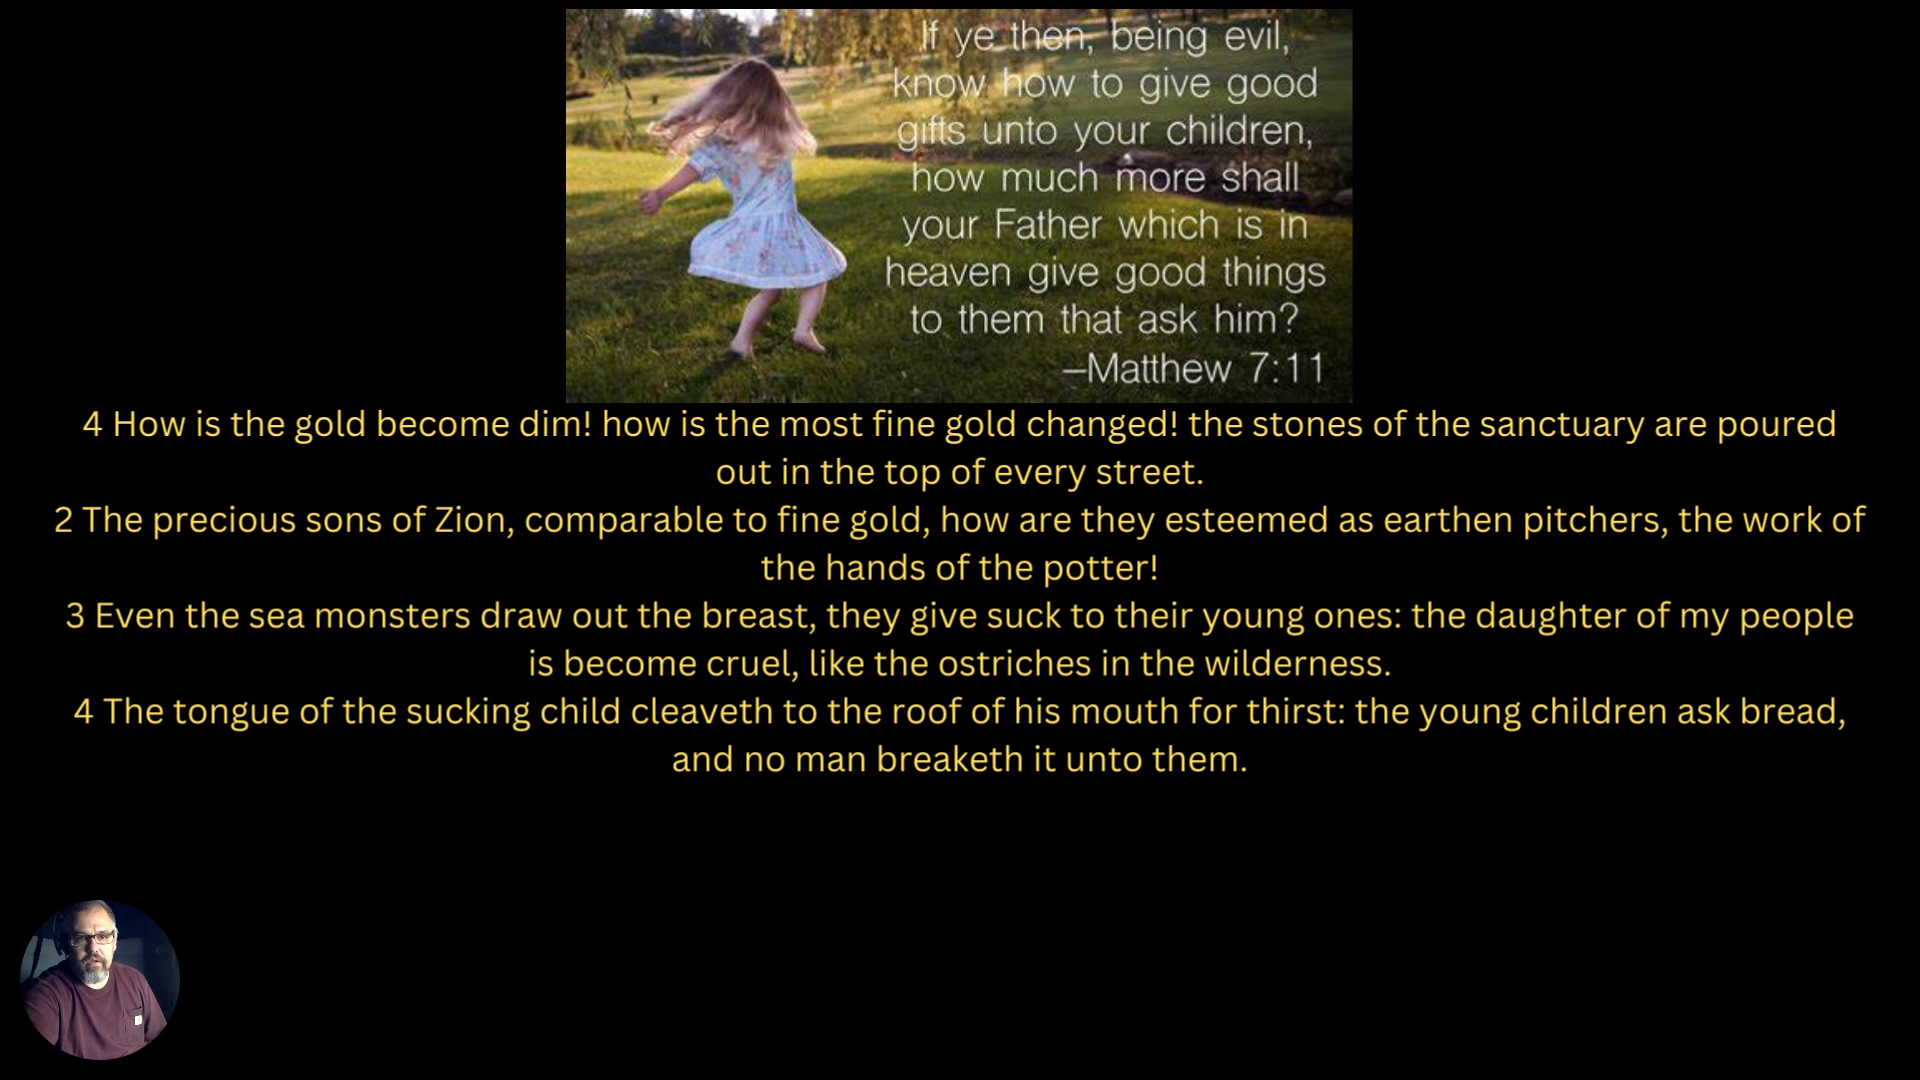 If ye then, being evil,
know how to give good
gifts unto your children,
how much more shall
your Father which is in
heaven give good things
to them that ask him?
–Matthew 7:11
4 How is the gold become dim! how is the most fine gold changed! the stones of the sanctuary are poured
out in the top of every street.
2 The precious sons of Zion, comparable to fine gold, how are they esteemed as earthen pitchers, the work of
the hands of the potter!
3 Even the sea monsters draw out the breast, they give suck to their young ones: the daughter of my people
is become cruel, like the ostriches in the wilderness.
4 The tongue of the sucking child cleaveth to the roof of his mouth for thirst: the young children ask bread,
and no man breaketh it unto them.